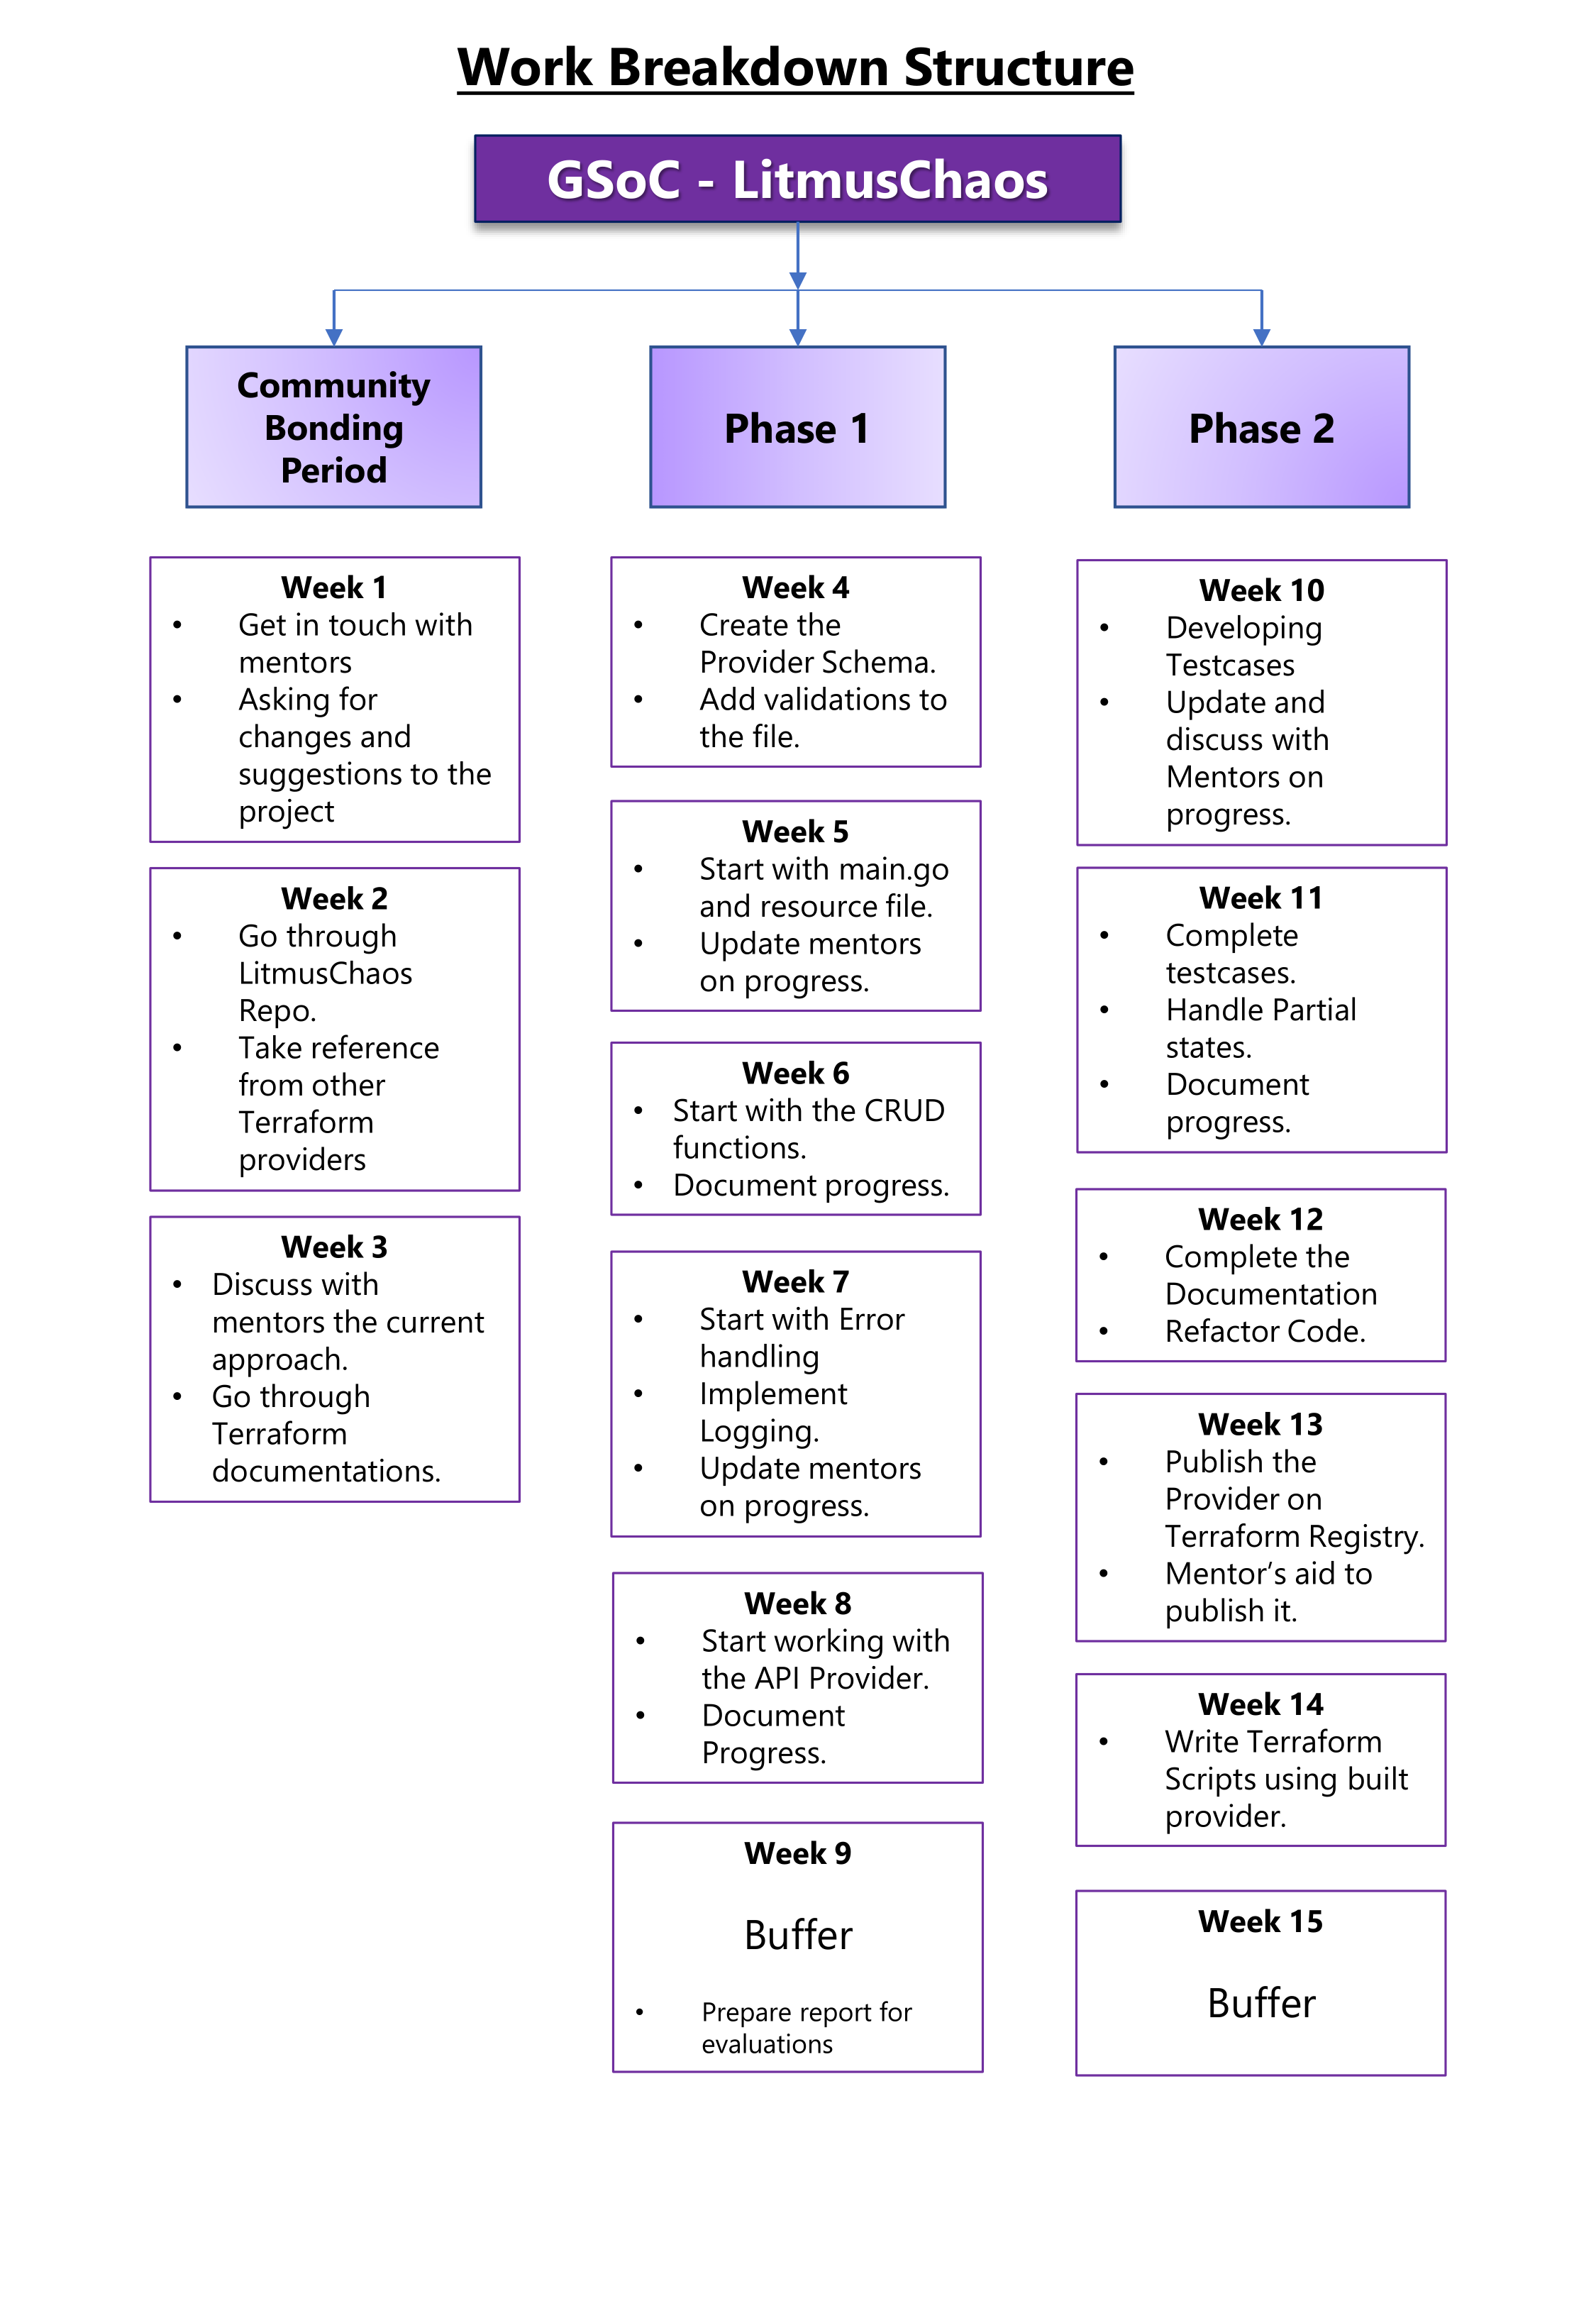 Work Breakdown Structure
GSoC - LitmusChaos
Community
Bonding
Period
Phase 1
Phase 2
Week 1
• Get in touch with
mentors
• Asking for
changes and
suggestions to the
project
Week 2
• Go through
LitmusChaos
Repo.
• Take reference
from other
Terraform
providers
Week 3
• Discuss with
mentors the current
approach.
• Go through
Terraform
documentations.
Week 4
• Create the
Provider Schema.
• Add validations to
the file.
Week 5
• Start with main.go
and resource file.
• Update mentors
on progress.
Week 6
• Start with the CRUD
functions.
• Document progress.
Week 7
• Start with Error
handling
• Implement
Logging.
• Update mentors
on progress.
Week 8
• Start working with
the API Provider.
• Document
Progress.
Week 9
Buffer
• Prepare report for
evaluations
Week 10
• Developing
Testcases
• Update and
discuss with
Mentors on
progress.
Week 11
• Complete
testcases.
• Handle Partial
states.
• Document
progress.
Week 12
• Complete the
Documentation
• Refactor Code.
Week 13
• Publish the
Provider on
Terraform Registry.
• Mentor’s aid to
publish it.
Week 14
• Write Terraform
Scripts using built
provider.
Week 15
Buffer